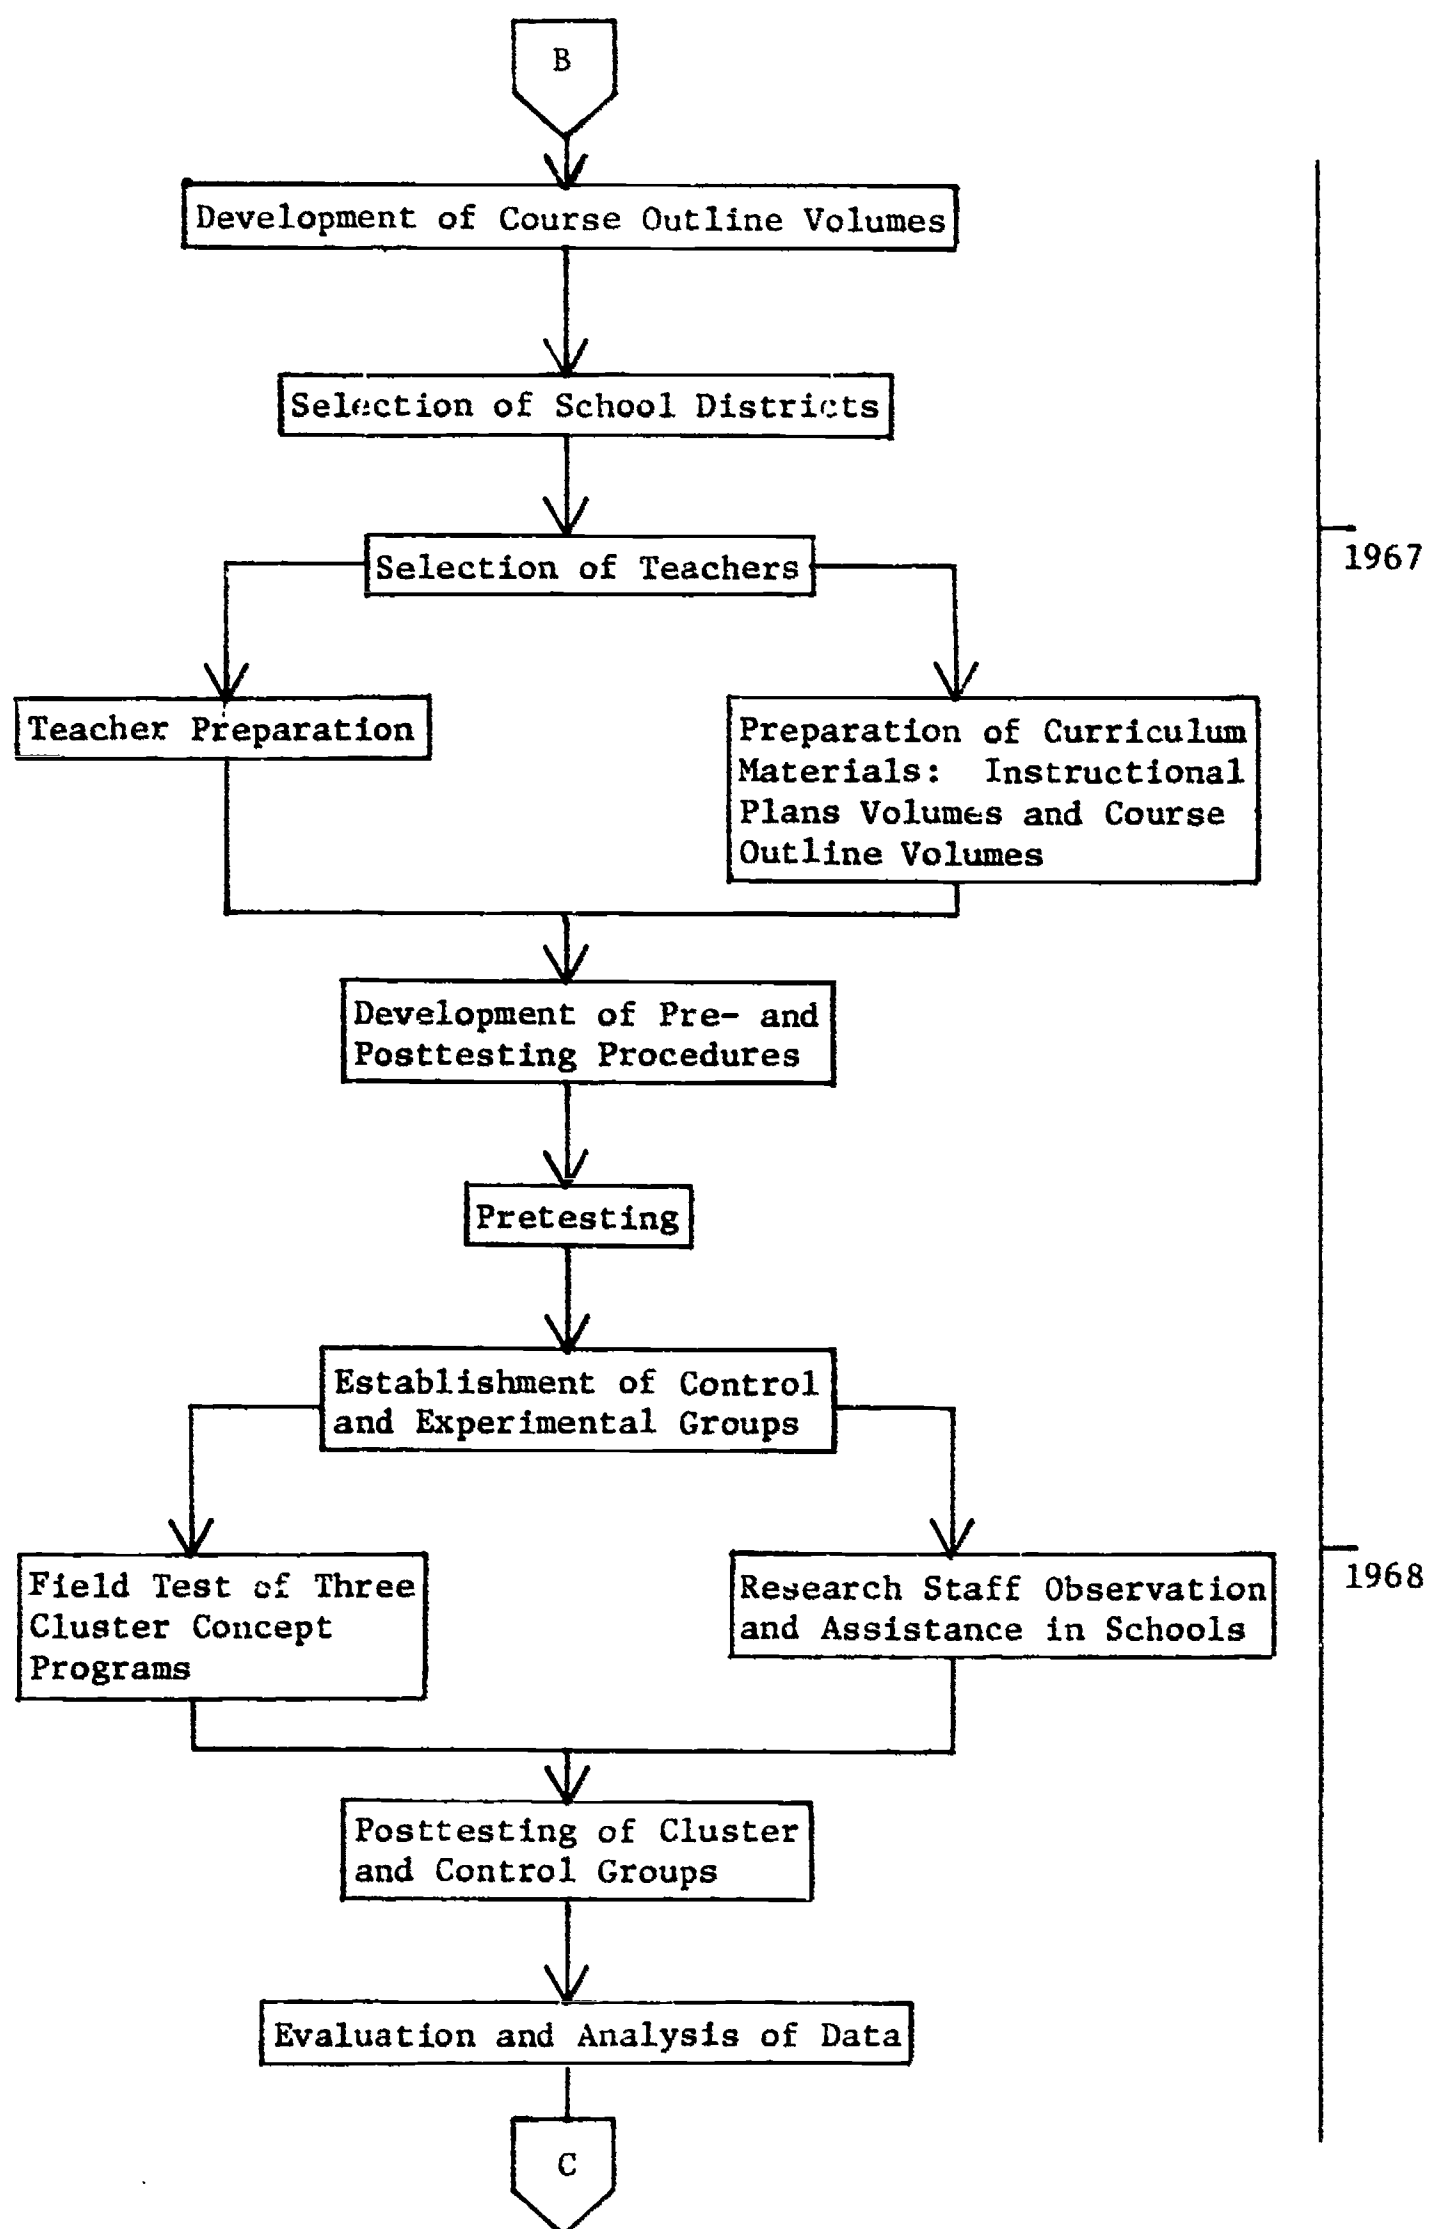 B
Development of Course Outline Volumes
Selection of School Districts
1967
Selection of Teachers
Teacher Preparation
Preparation of Curriculum
Materials: Instructional
Plans Volumes and Course
Outline Volumes
Development of Pre- and
Posttesting Procedures
Pretesting
Establishment of Control
and Experimental Groups
1968
Field Test of Three
Cluster Concept
Programs
Research Staff Observation
and Assistance in Schools
Posttesting of Cluster
and Control Groups
Evaluation and Analysis of Data
C